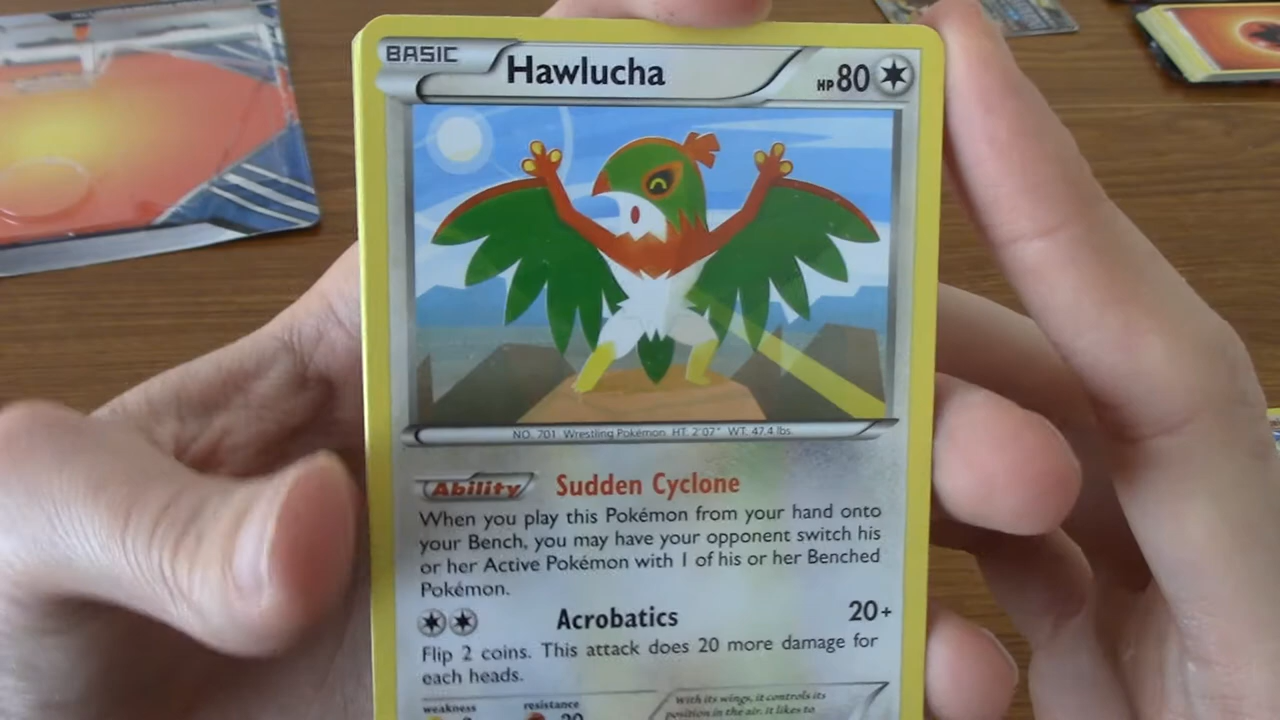 BASIC Hawlucha HP80
NO. 701 Wrestling Pokémon HT. 2'07" WT. 47.4 lbs.
Ability Sudden Cyclone
When you play this Pokémon from your hand onto
your Bench, you may have your opponent switch his
or her Active Pokémon with 1 of his or her Benched
Pokémon.
Acrobatics 20+
Flip 2 coins. This attack does 20 more damage for
each heads.
weakness resistance
With its wings, it controls its
position in the air. It likes to